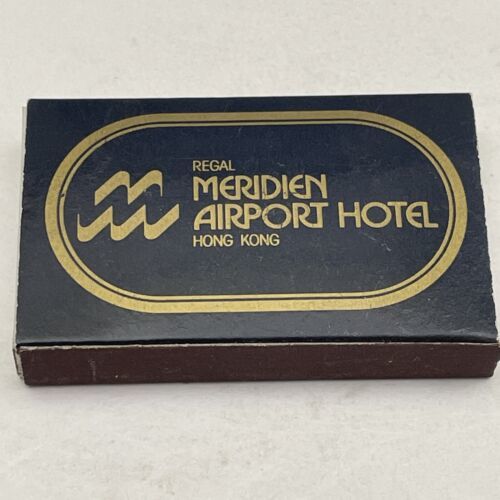 REGAL
MERIDIEN
AIRPORT HOTEL
HONG KONG